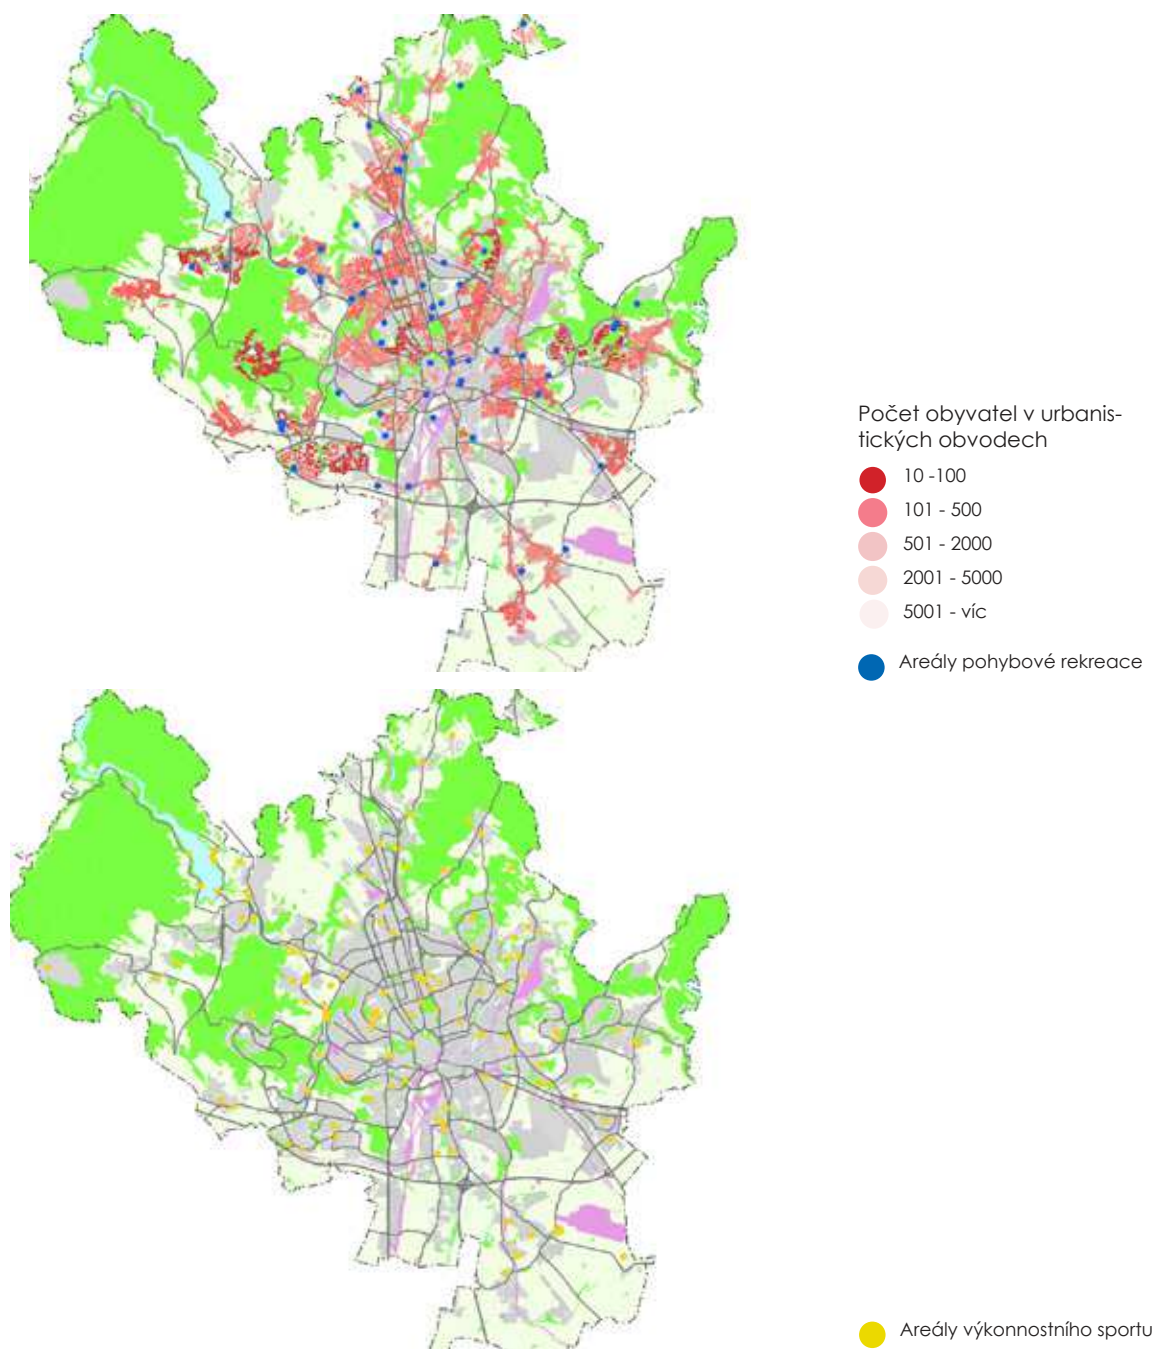 Počet obyvatel v urbanis-
tických obvodech
10 -100
101 - 500
501 - 2000
2001 - 5000
5001 - víc
Areály pohybové rekreace
Areály výkonnostního sportu